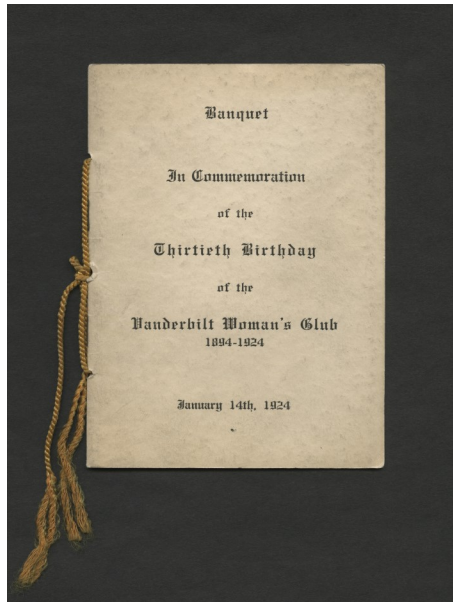 Banquet
In Commemoration
of the
Thirtieth Birthday
of the
Vanderbilt Woman's Club
1894-1924
January 14th, 1924